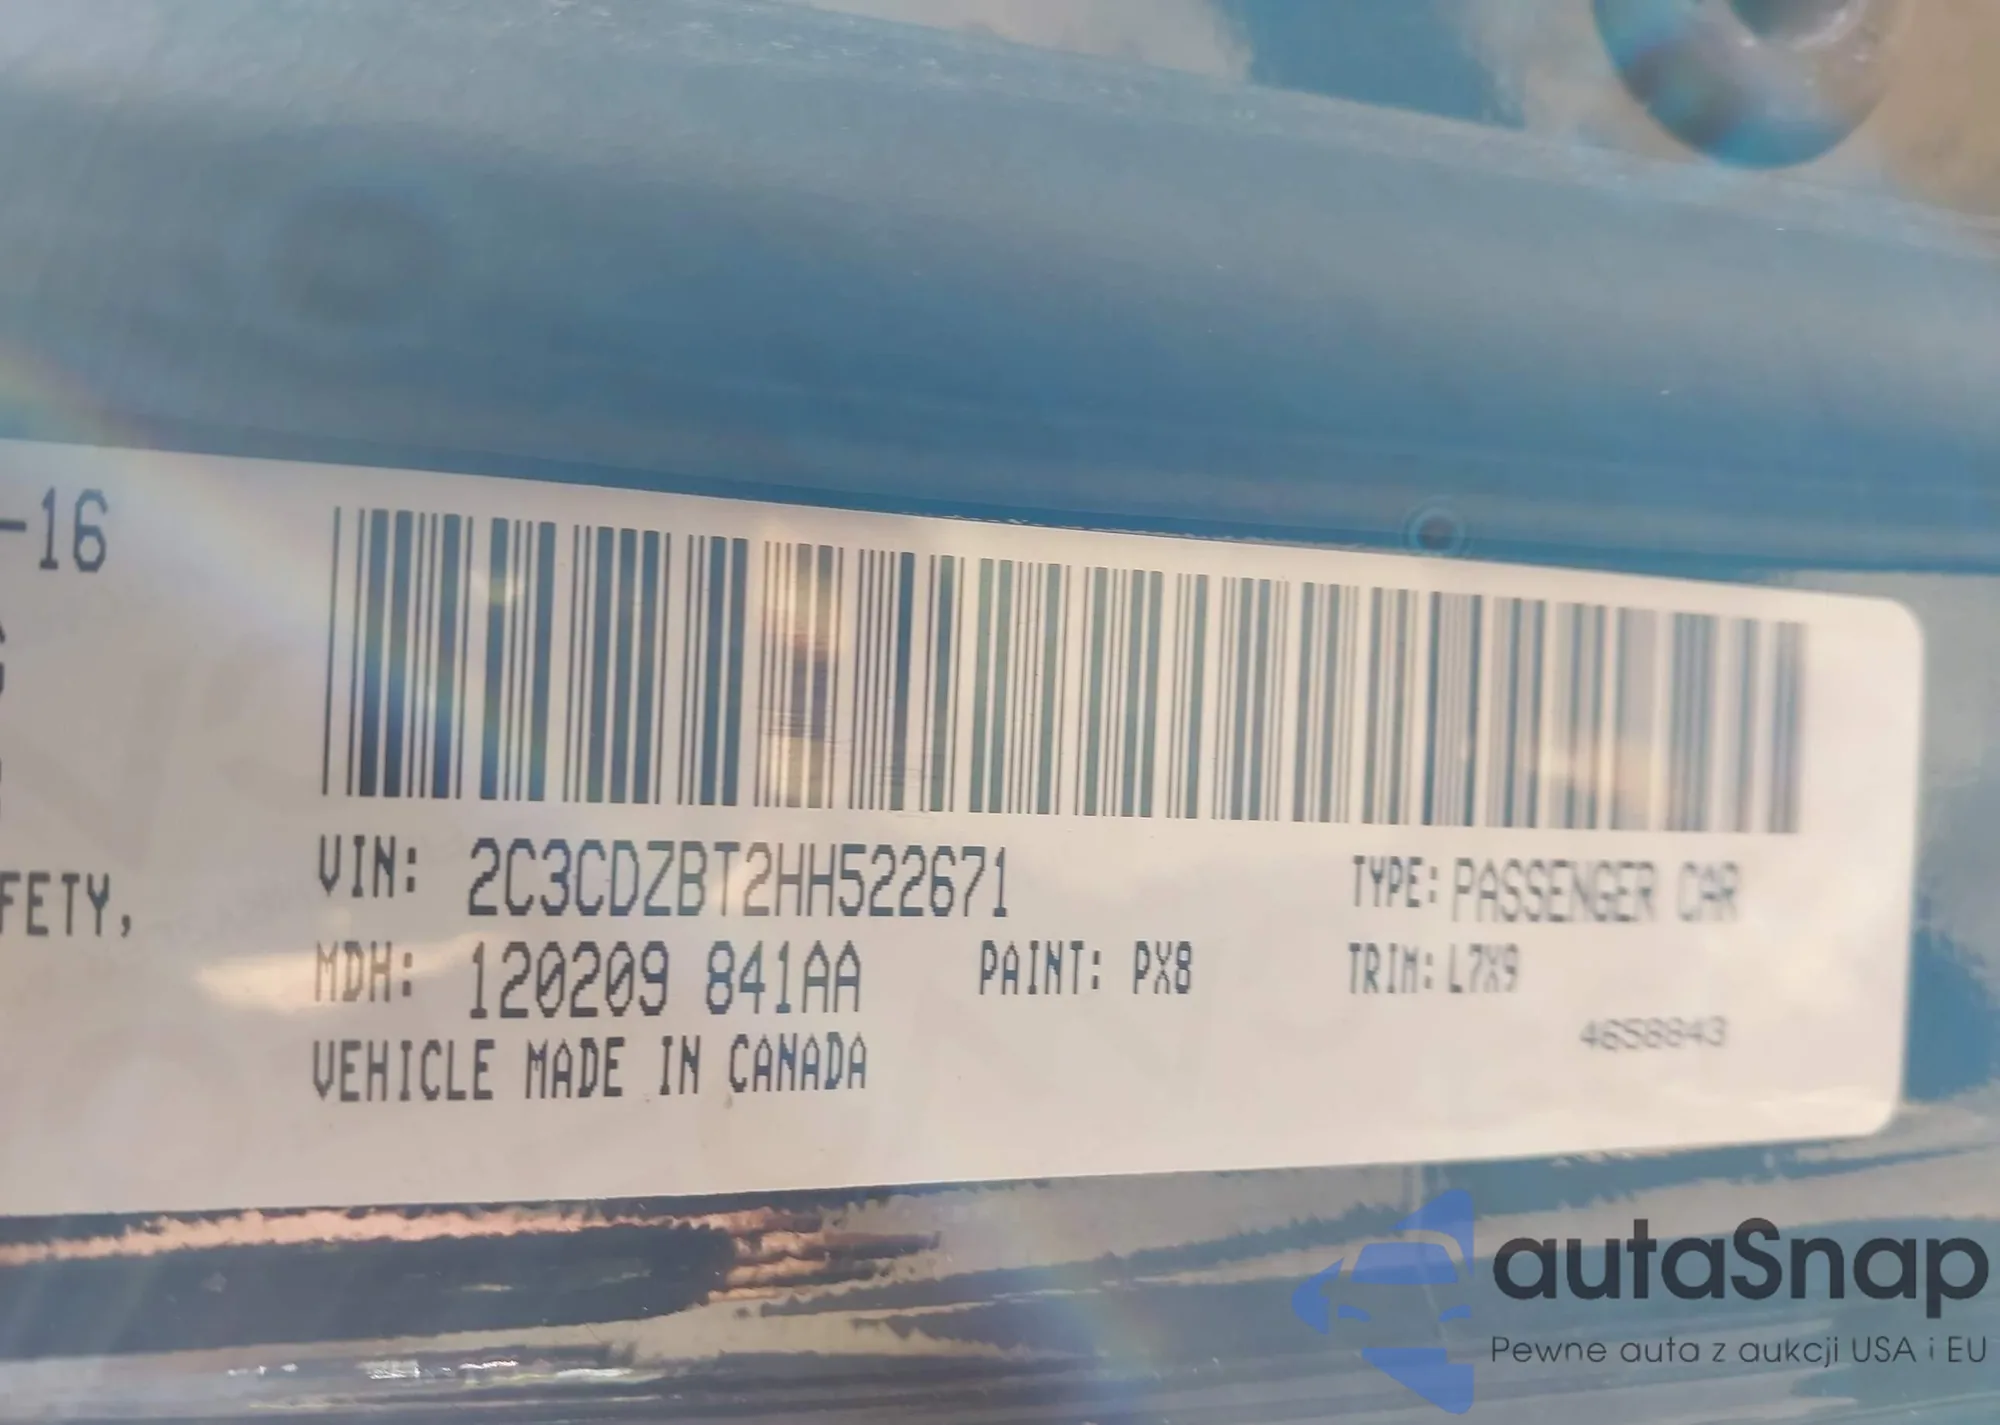 -16
FETY,
VIN: 2C3CDZBT2HH522671
TYPE: PASSENGER CAR
MDH: 120209 841AA
PAINT: PX8
TRIM: L7X9
4658843
VEHICLE MADE IN CANADA
autaSnap
Pewne auta z aukcji USA i EU